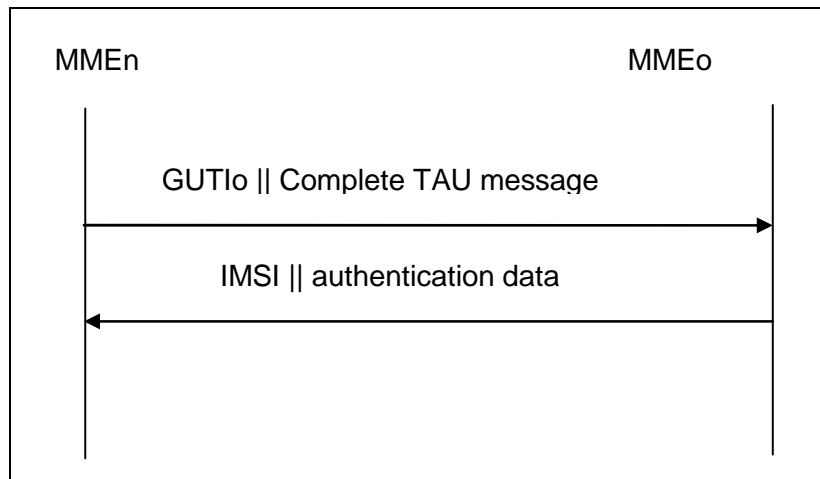 MMEn MMEo
GUTIo || Complete TAU message
IMSI || authentication data